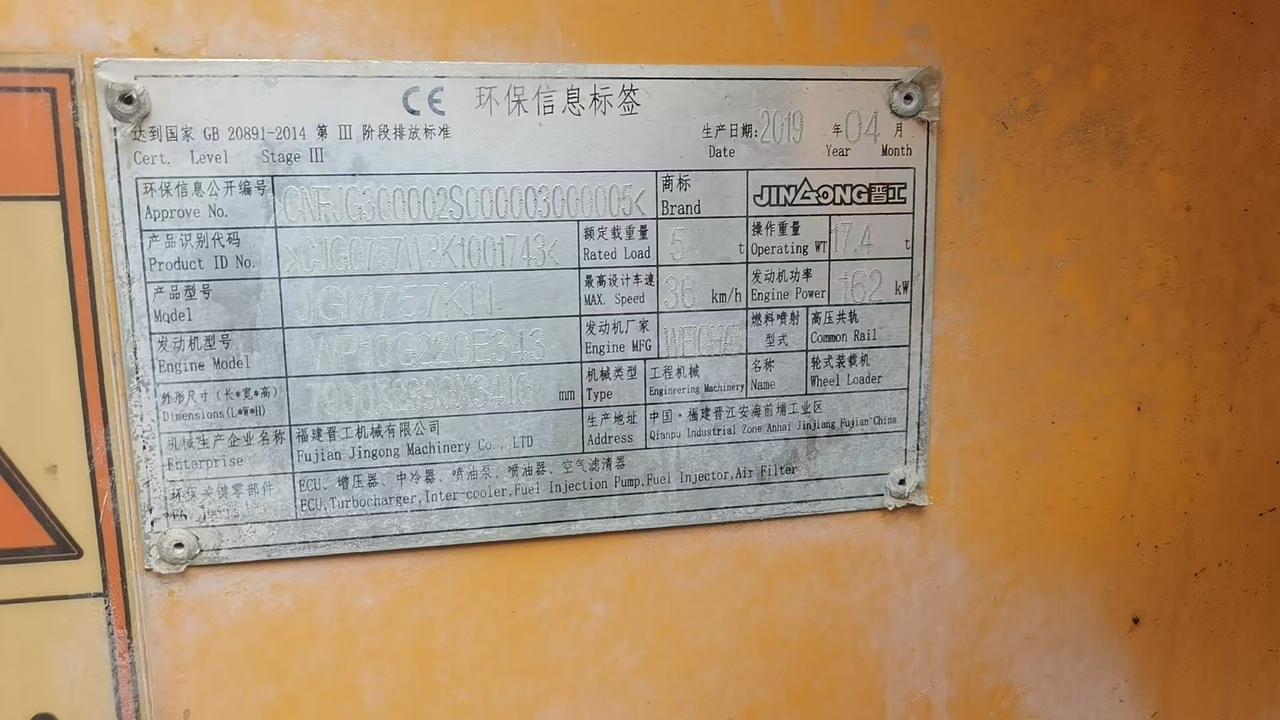 CE 环保信息标签
达到国家 GB 20891-2014 第 III 阶段排放标准
Cert. Level Stage III
生产日期: 2019 年 04 月
Date Year Month
环保信息公开编号
Approve No.
商标
Brand
JINGONG晋工
产品识别代码
Product ID No.
额定载重量
Rated Load
5 t
操作重量
Operating WT
17.4 t
产品型号
Model
最高设计车速
MAX. Speed
36 km/h
发动机功率
Engine Power
162 kW
发动机型号
Engine Model
发动机厂家
Engine MFG
WEICHAI
燃料喷射
型式
高压共轨
Common Rail
外形尺寸 (长*宽*高)
Dimensions(L*W*H)
mm
机械类型
Type
工程机械
Engineering Machinery
名称
Name
轮式装载机
Wheel Loader
机械生产企业名称
Enterprise
福建晋工机械有限公司
Fujian Jingong Machinery Co., LTD
生产地址
Address
中国·福建晋江安海前埔工业区
Qianpu Industrial Zone Anhai Jinjiang Fujian China
环保关键零部件
ECU、增压器、中冷器、喷油泵、喷油器、空气滤清器
ECU,Turbocharger,Inter-cooler,Fuel Injection Pump,Fuel Injector,Air Filter